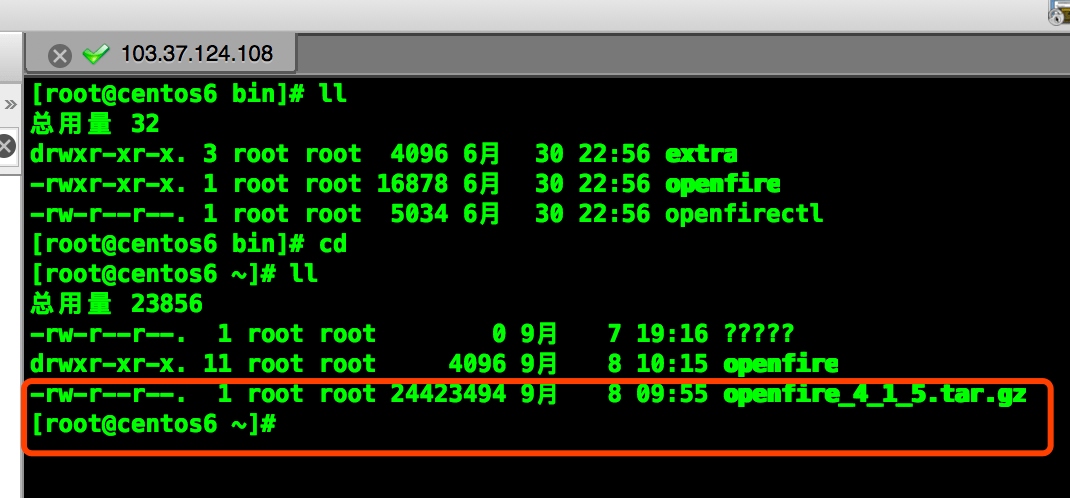 103.37.124.108
[root@centos6 bin]# ll
总用量 32
drwxr-xr-x. 3 root root  4096 6月  30 22:56 extra
-rwxr-xr-x. 1 root root 16878 6月  30 22:56 openfire
-rw-r--r--. 1 root root  5034 6月  30 22:56 openfirectl
[root@centos6 bin]# cd
[root@centos6 ~]# ll
总用量 23856
-rw-r--r--.  1 root root        0 9月   7 19:16 ?????
drwxr-xr-x. 11 root root     4096 9月   8 10:15 openfire
-rw-r--r--.  1 root root 24423494 9月   8 09:55 openfire_4_1_5.tar.gz
[root@centos6 ~]#